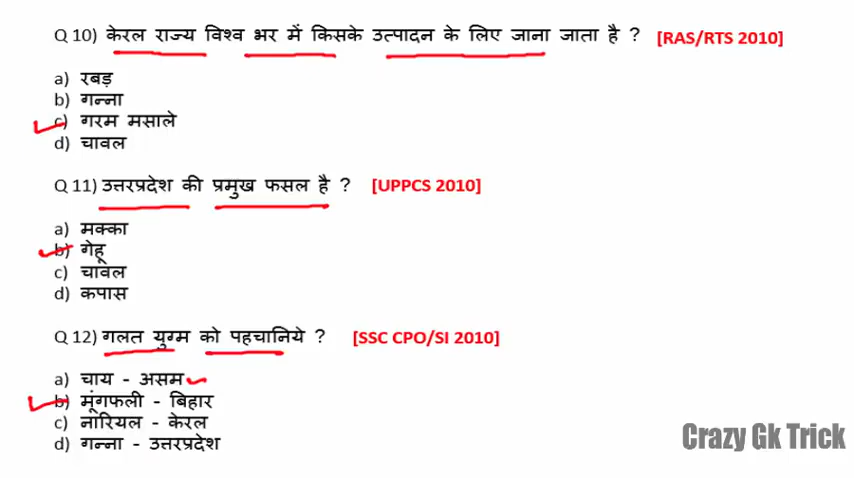 Q 10) केरल राज्य विश्व भर में किसके उत्पादन के लिए जाना जाता है ? [RAS/RTS 2010]
a) रबड़
b) गन्ना
c) गरम मसाले
d) चावल
Q 11) उत्तरप्रदेश की प्रमुख फसल है ? [UPPCS 2010]
a) मक्का
b) गेहू
c) चावल
d) कपास
Q 12) गलत युग्म को पहचानिये ? [SSC CPO/SI 2010]
a) चाय - असम
b) मूंगफली - बिहार
c) नारियल - केरल
d) गन्ना - उत्तरप्रदेश
Crazy Gk Trick